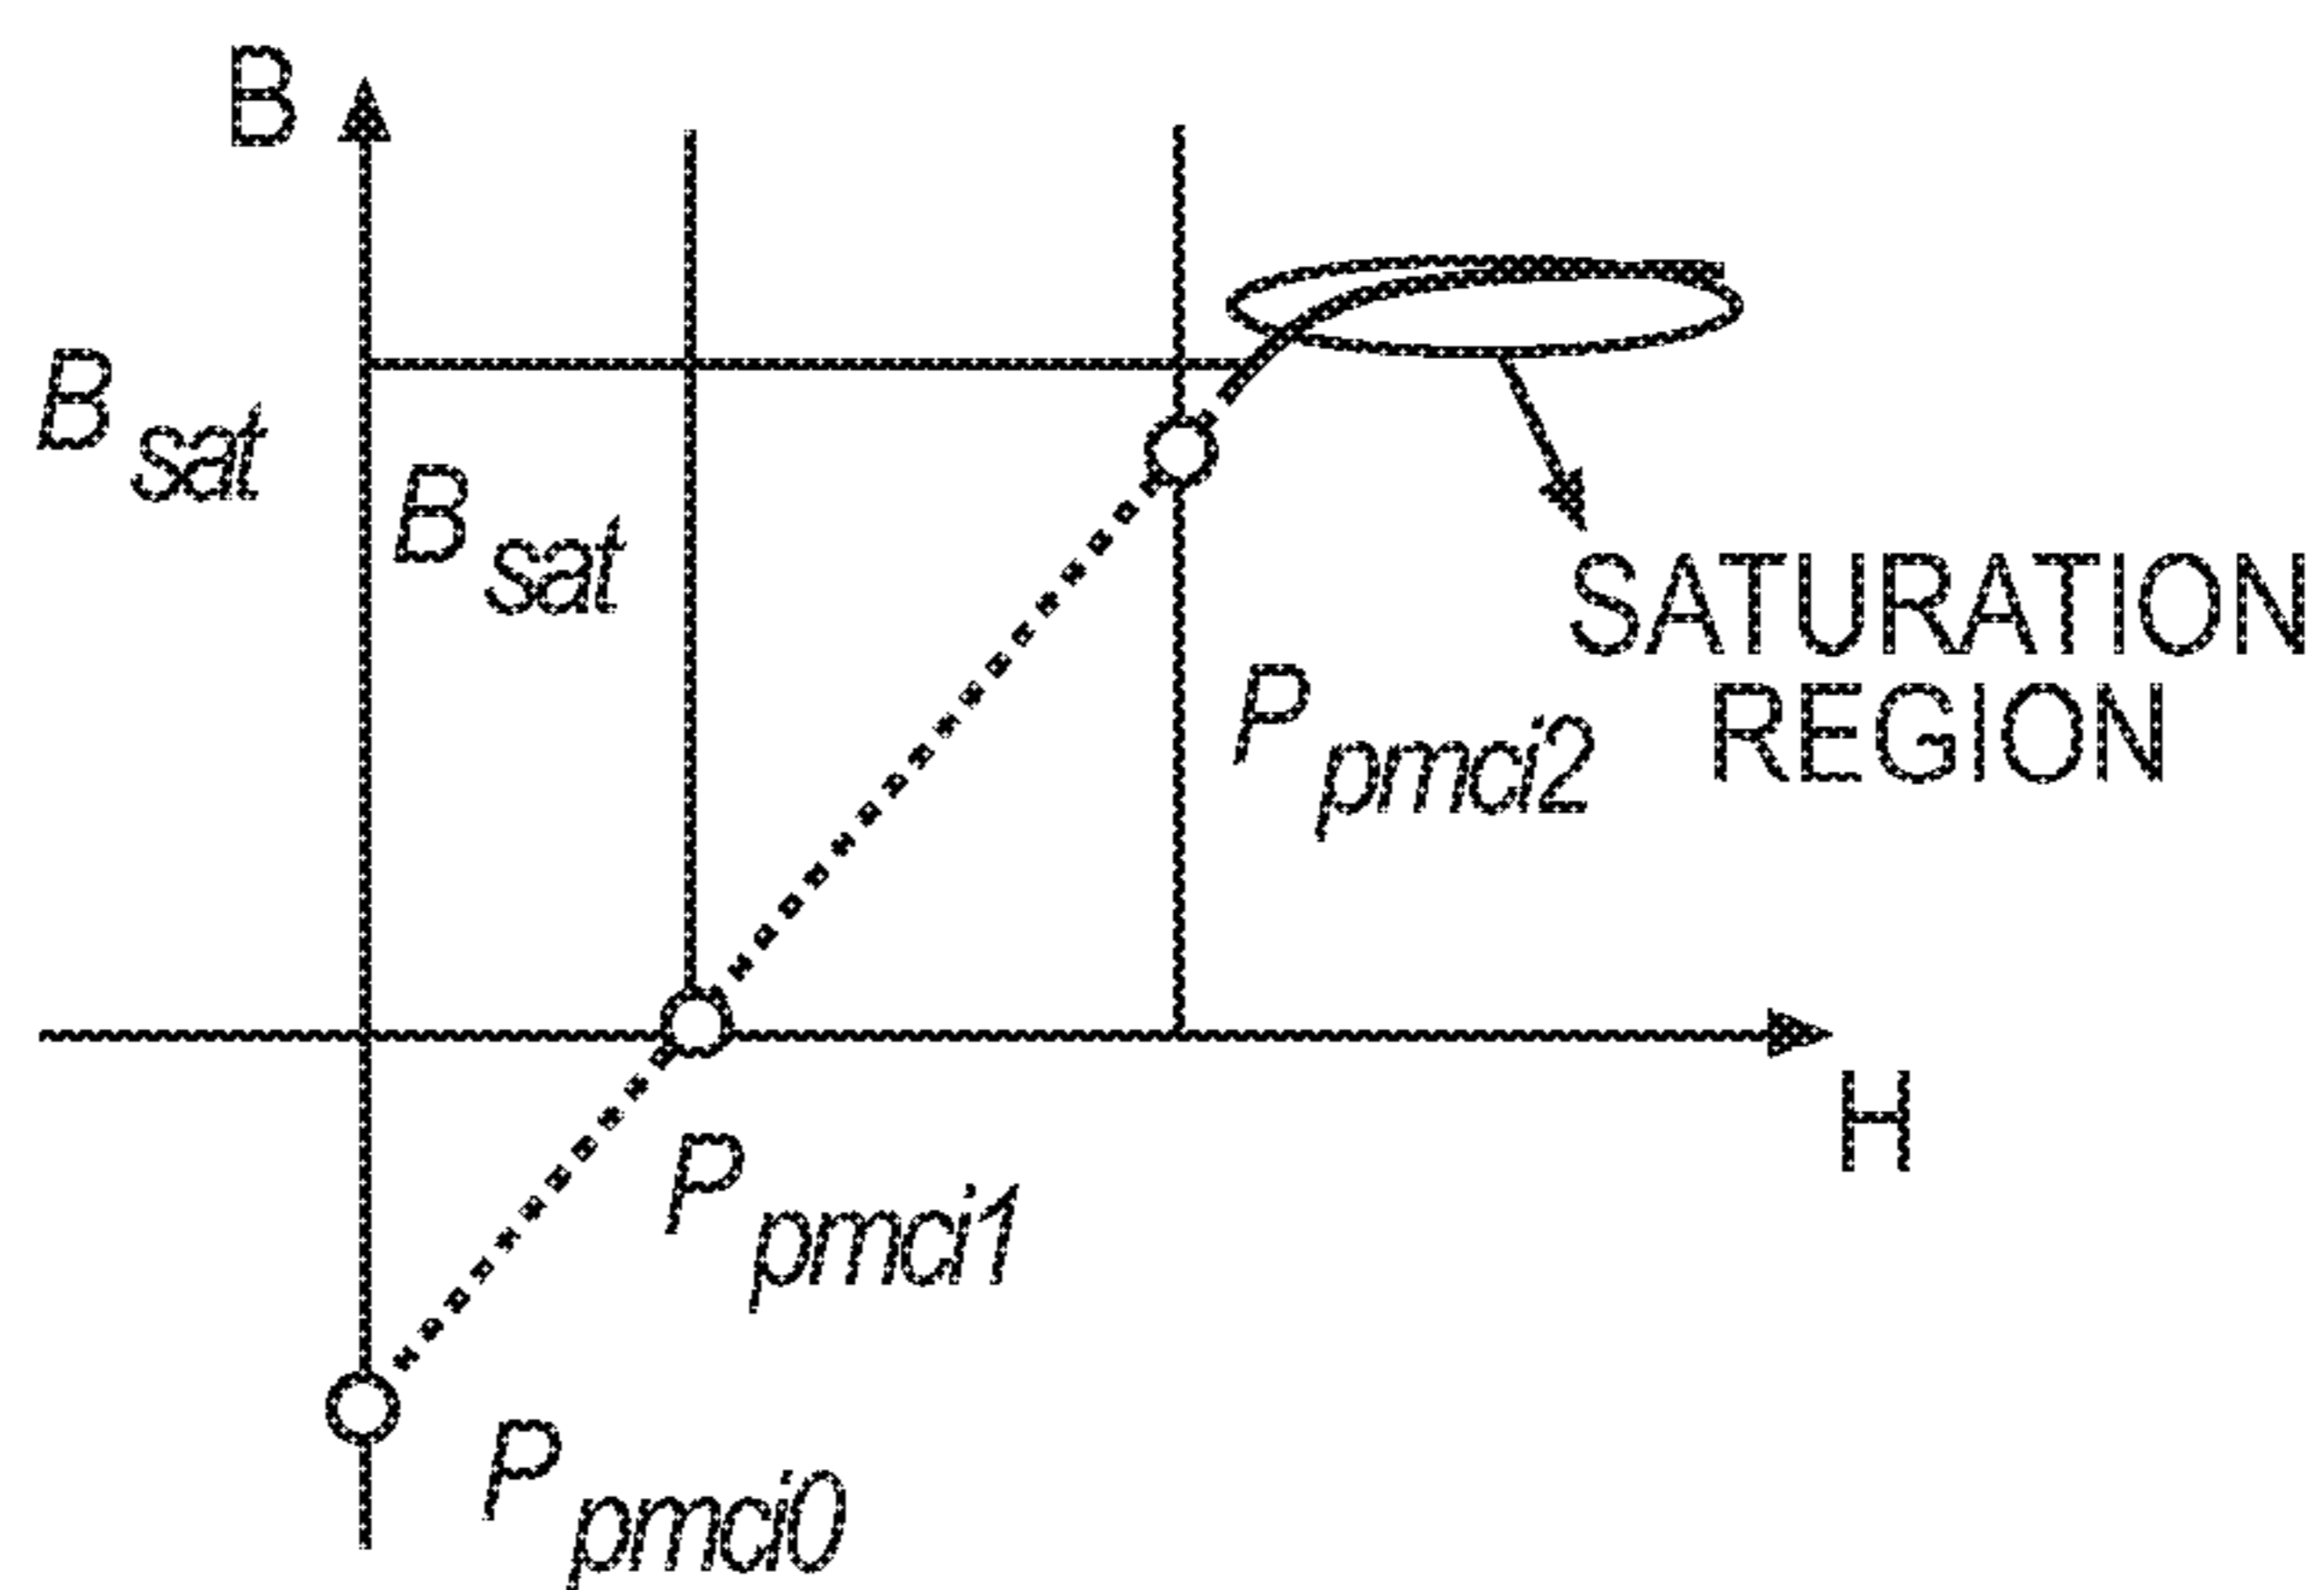 B
B sat
B sat
SATURATION
REGION
P pmci2
H
P pmci1
P pmci0